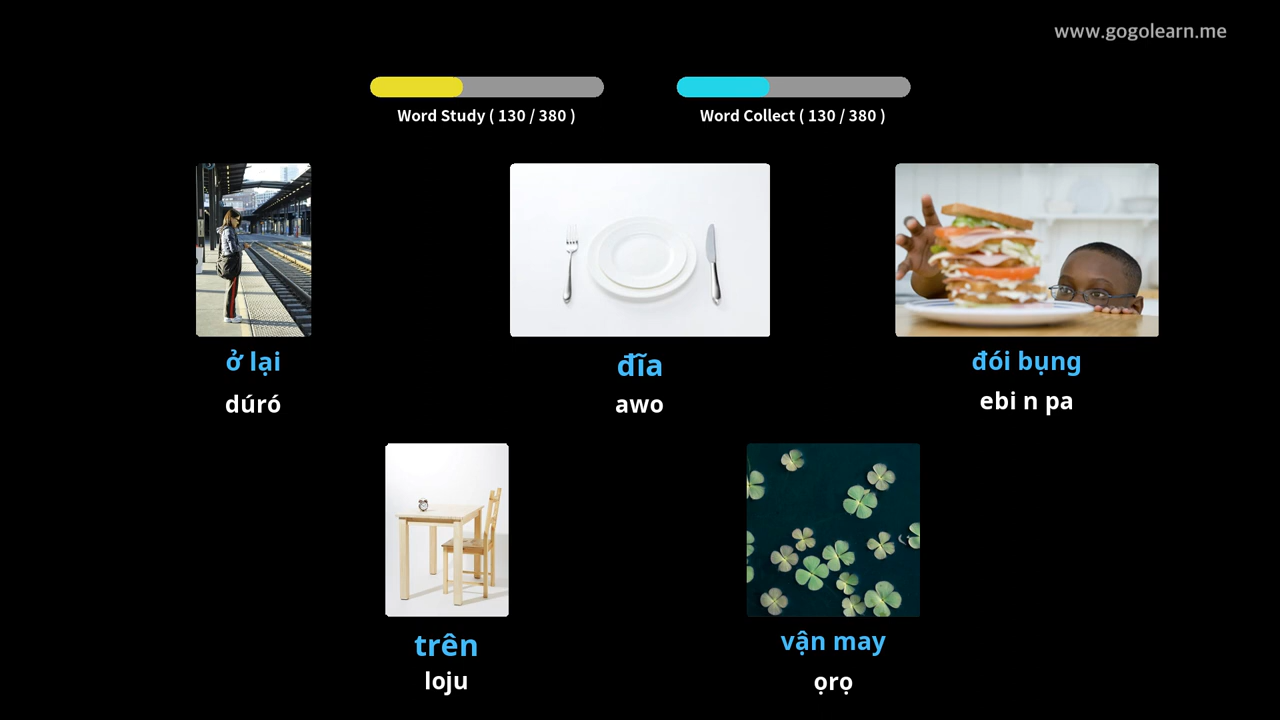 www.gogolearn.me
Word Study ( 130 / 380 )
Word Collect ( 130 / 380 )
ở lại
dúró
đĩa
awo
đói bụng
ebi n pa
trên
loju
vận may
ọrọ